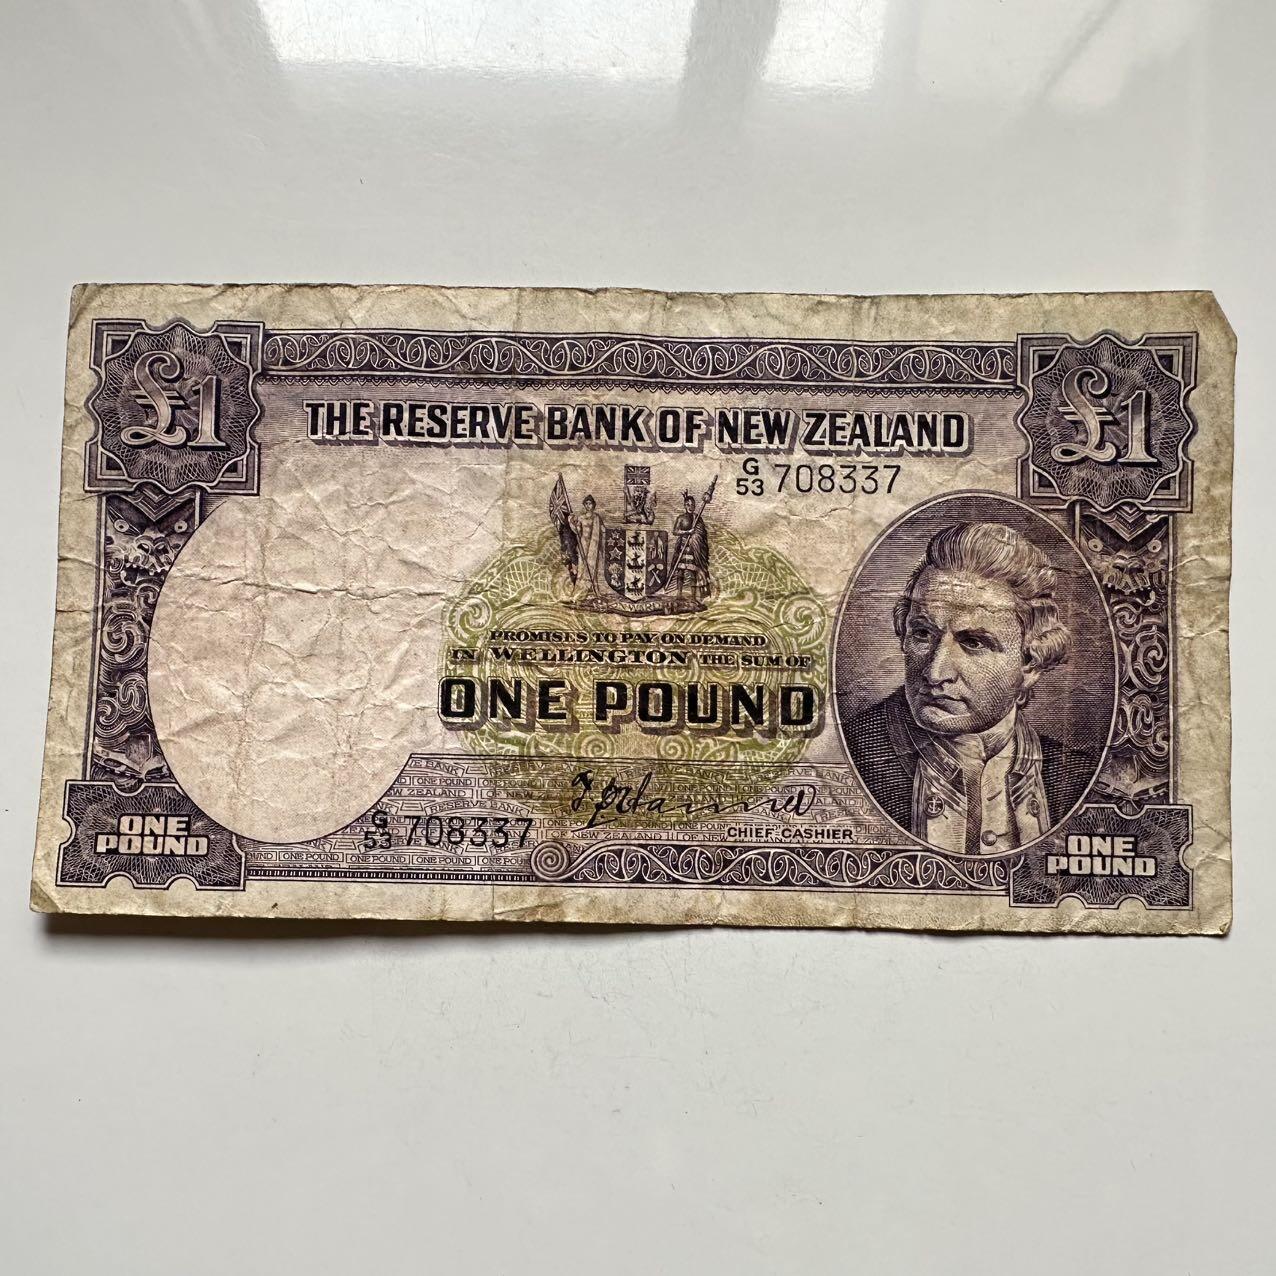 £1
£1
THE RESERVE BANK OF NEW ZEALAND
G
53 708337
PROMISES TO PAY ON DEMAND
IN WELLINGTON THE SUM OF
ONE POUND
G
53 708337
CHIEF CASHIER
ONE
POUND
ONE
POUND